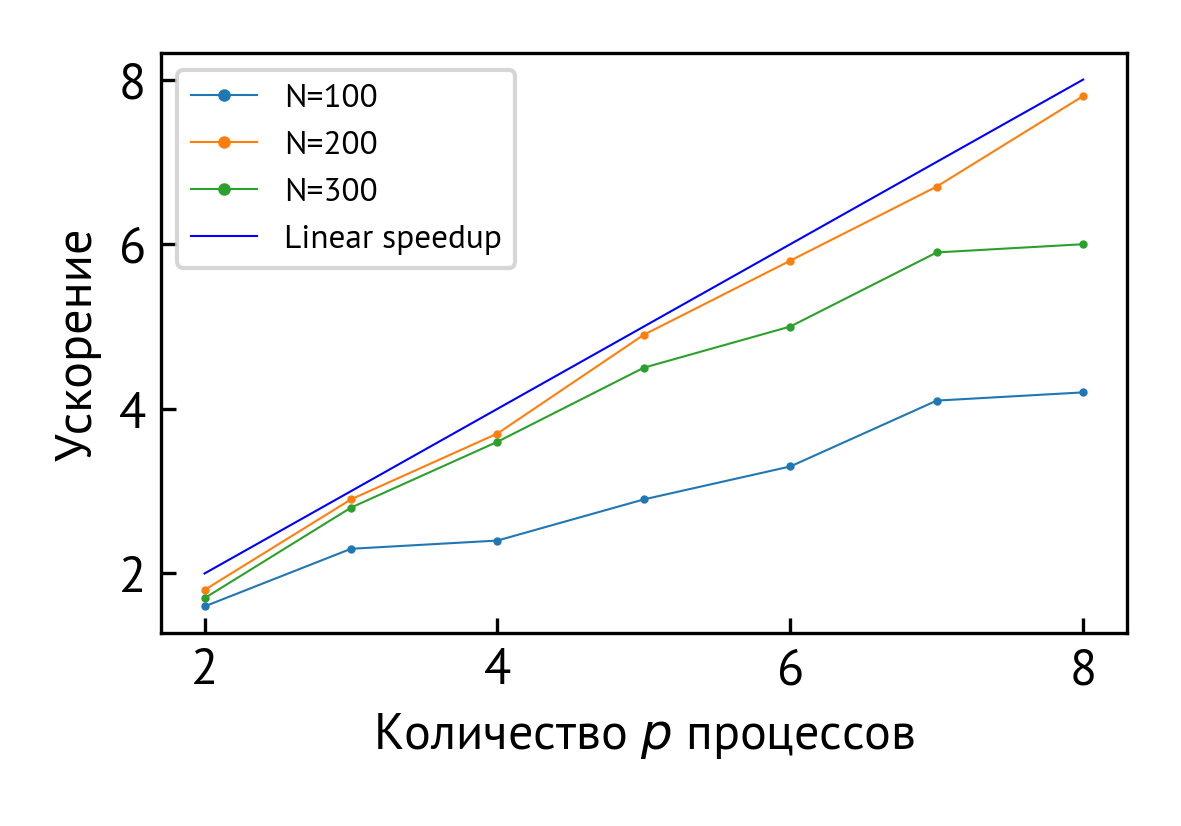 8
6
4
2
Ускорение
N=100
N=200
N=300
Linear speedup
2 4 6 8
Количество p процессов